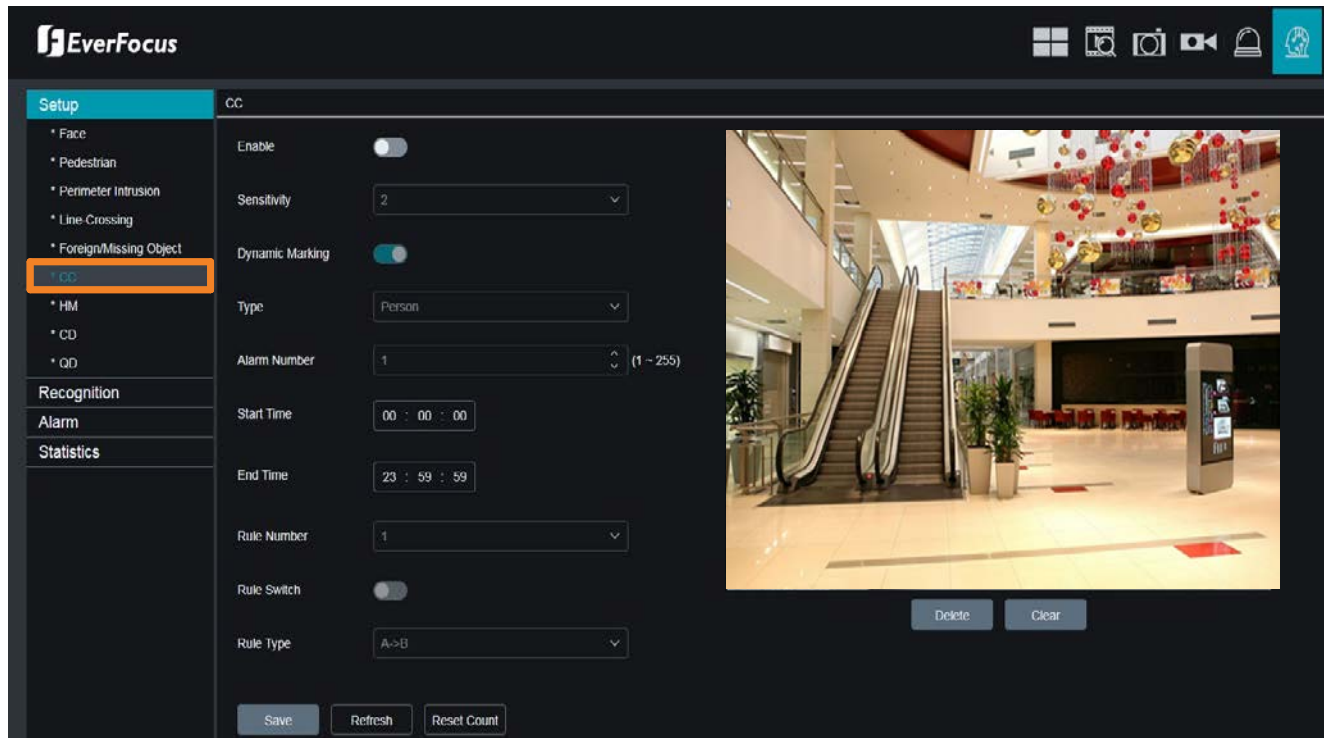 EverFocus
Setup
* Face
* Pedestrian
* Perimeter Intrusion
* Line-Crossing
* Foreign/Missing Object
* CC
* HM
* CD
* QD
Recognition
Alarm
Statistics
CC
Enable
Sensitivity 2
Dynamic Marking
Type Person
Alarm Number 1 (1 ~ 255)
Start Time 00 : 00 : 00
End Time 23 : 59 : 59
Rule Number 1
Rule Switch
Rule Type A->B
Save Refresh Reset Count
Delete Clear